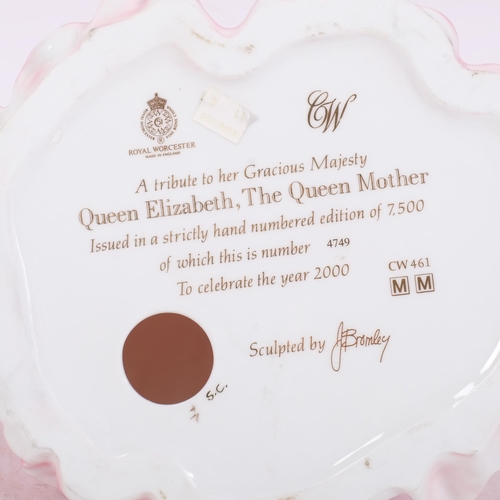 CW
ROYAL WORCESTER
MADE IN ENGLAND
A tribute to her Gracious Majesty
Queen Elizabeth, The Queen Mother
Issued in a strictly hand numbered edition of 7,500
of which this is number 4749
To celebrate the year 2000
CW 461
M M
Sculpted by J Bromley
S.C.